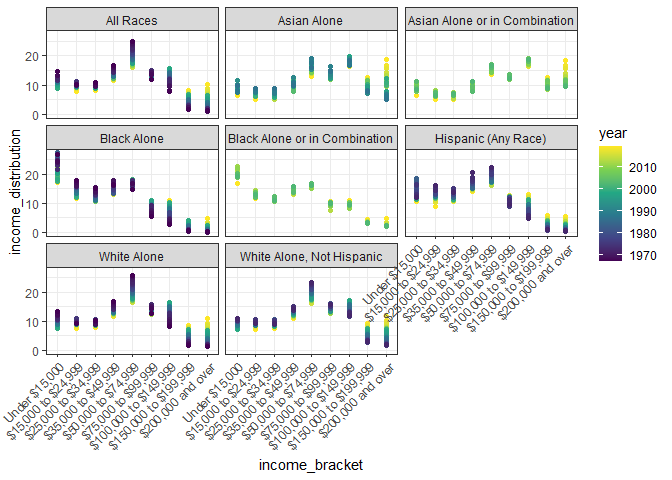 All Races
Asian Alone
Asian Alone or in Combination
20
10
0
Black Alone
Black Alone or in Combination
Hispanic (Any Race)
20
10
0
White Alone
White Alone, Not Hispanic
20
10
0
Under $15,000
$15,000 to $24,999
$25,000 to $34,999
$35,000 to $49,999
$50,000 to $74,999
$75,000 to $99,999
$100,000 to $149,999
$150,000 to $199,999
$200,000 and over
Under $15,000
$15,000 to $24,999
$25,000 to $34,999
$35,000 to $49,999
$50,000 to $74,999
$75,000 to $99,999
$100,000 to $149,999
$150,000 to $199,999
$200,000 and over
Under $15,000
$15,000 to $24,999
$25,000 to $34,999
$35,000 to $49,999
$50,000 to $74,999
$75,000 to $99,999
$100,000 to $149,999
$150,000 to $199,999
$200,000 and over
income_bracket
income_distribution
year
2010
2000
1990
1980
1970